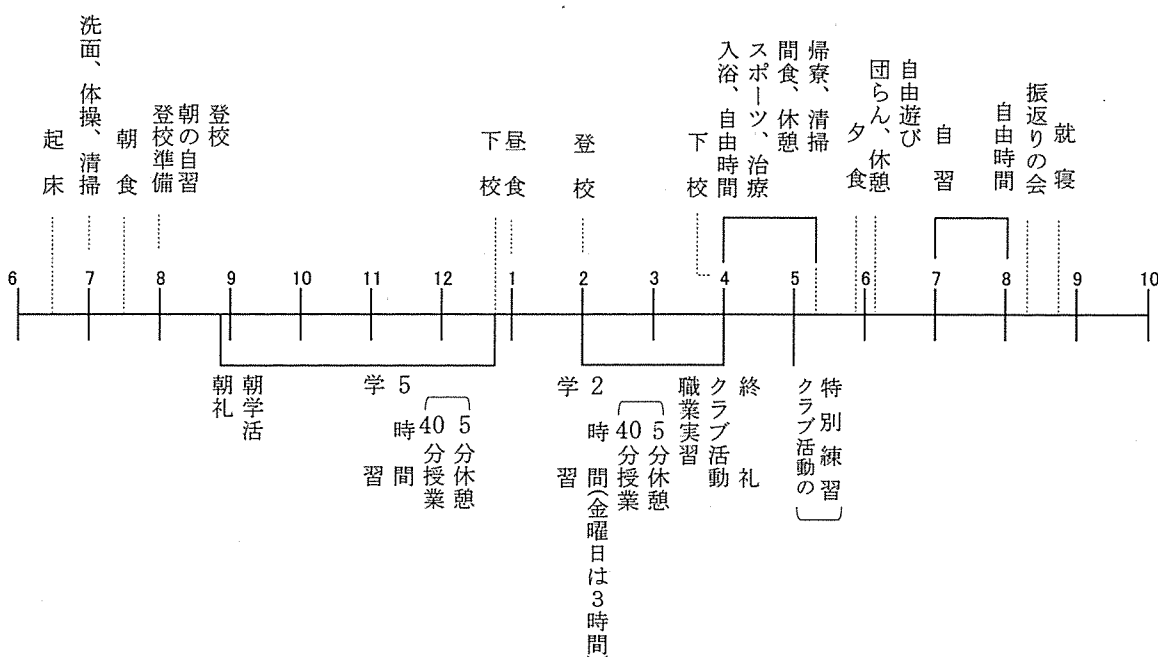 起床
洗面、体操、清掃
朝食
登校準備
朝の自習
登校
下校
昼食
登校
下校
入浴、自由時間
スポーツ、治療
間食、休憩
帰寮、清掃
夕食
団らん、休憩
自由遊び
自習
自由時間
振返りの会
就寝
6 7 8 9 10 11 12 1 2 3 4 5 6 7 8 9 10
朝礼
朝学活
学習
5時間
40分授業
5分休憩
学習
2時間(金曜日は3時間
40分授業
5分休憩
職業実習
クラブ活動
終礼
クラブ活動の
特別練習